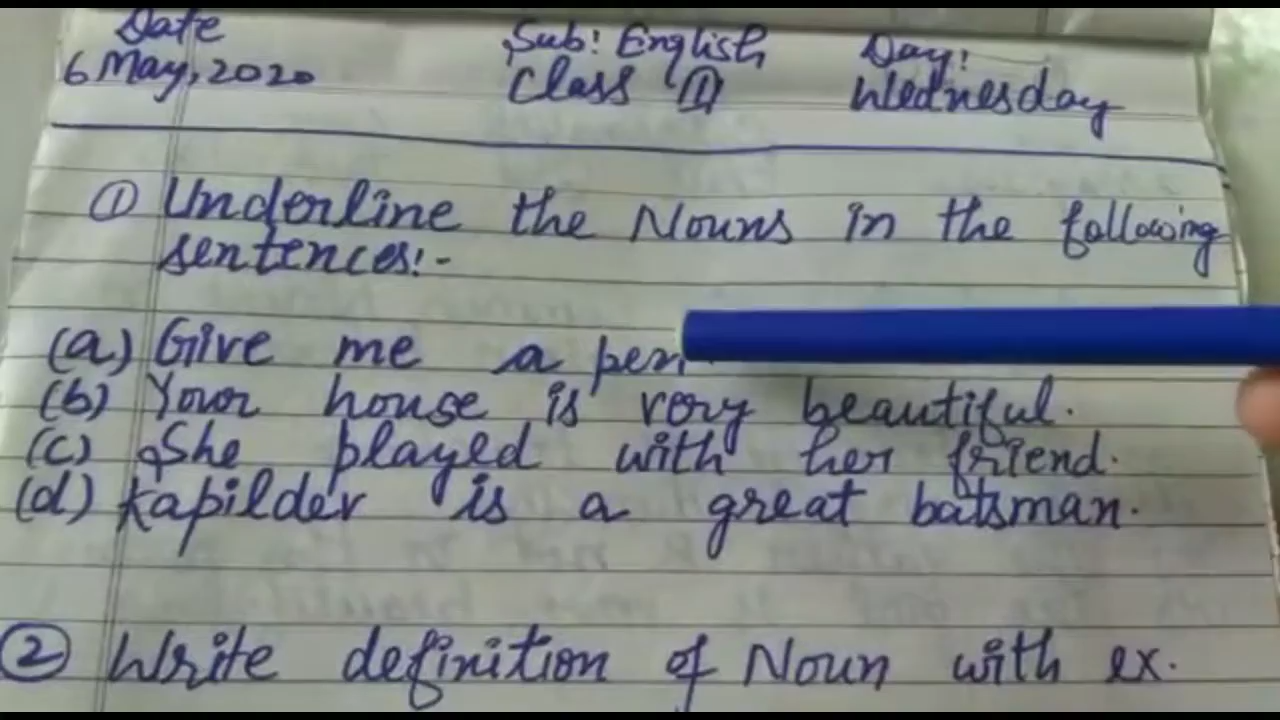 Date Sub: English Day:
6 May, 2020 Class ① Wednesday
① Underline the Nouns in the following
sentences:-
(a) Give me a pen
(b) Your house is very beautiful.
(c) She played with her friend.
(d) Kapildev is a great batsman.
② Write definition of Noun with ex.